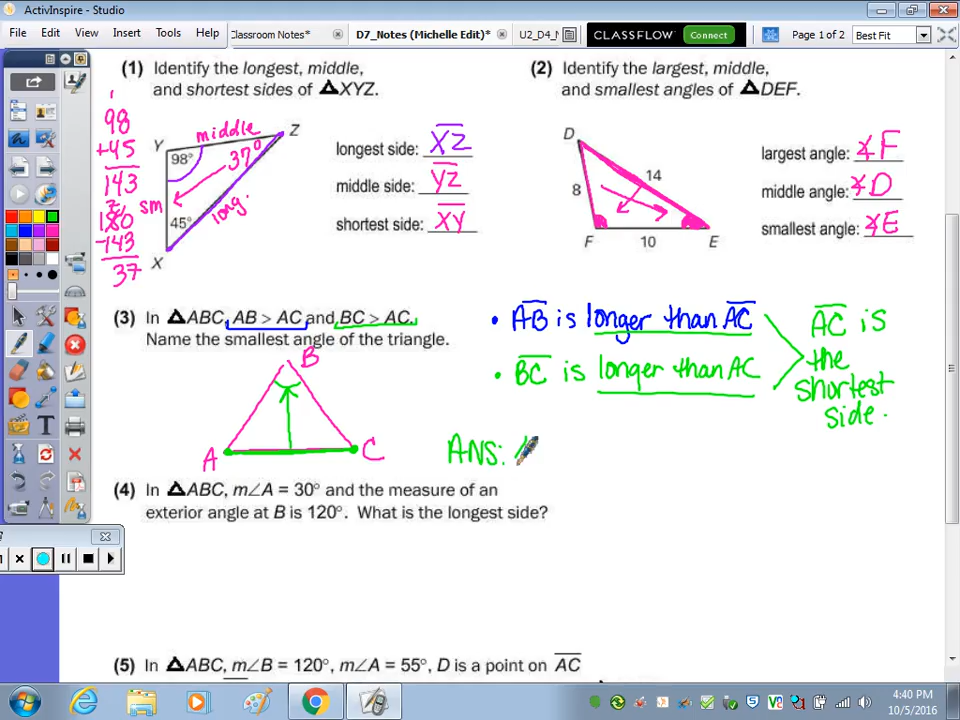 ActivInspire - Studio
File Edit View Insert Tools Help
Classroom Notes* D7_Notes (Michelle Edit)* U2_D4_N
CLASSFLOW Connect
Page 1 of 2 Best Fit
(1) Identify the longest, middle,
and shortest sides of △XYZ.
98
+45
143
180
-143
37
Y
98°
middle
Z
37°
sm
45°
long.
X
longest side: XZ
middle side: YZ
shortest side: XY
(2) Identify the largest, middle,
and smallest angles of △DEF.
D
8
14
F
10
E
largest angle: ∡F
middle angle: ∡D
smallest angle: ∡E
(3) In △ABC, AB > AC and BC > AC.
Name the smallest angle of the triangle.
B
A
C
• AB is longer than AC
• BC is longer than AC
AC is
the
shortest
side.
ANS:
(4) In △ABC, m∠A = 30° and the measure of an
exterior angle at B is 120°. What is the longest side?
(5) In △ABC, m∠B = 120°, m∠A = 55°, D is a point on AC
4:40 PM
10/5/2016